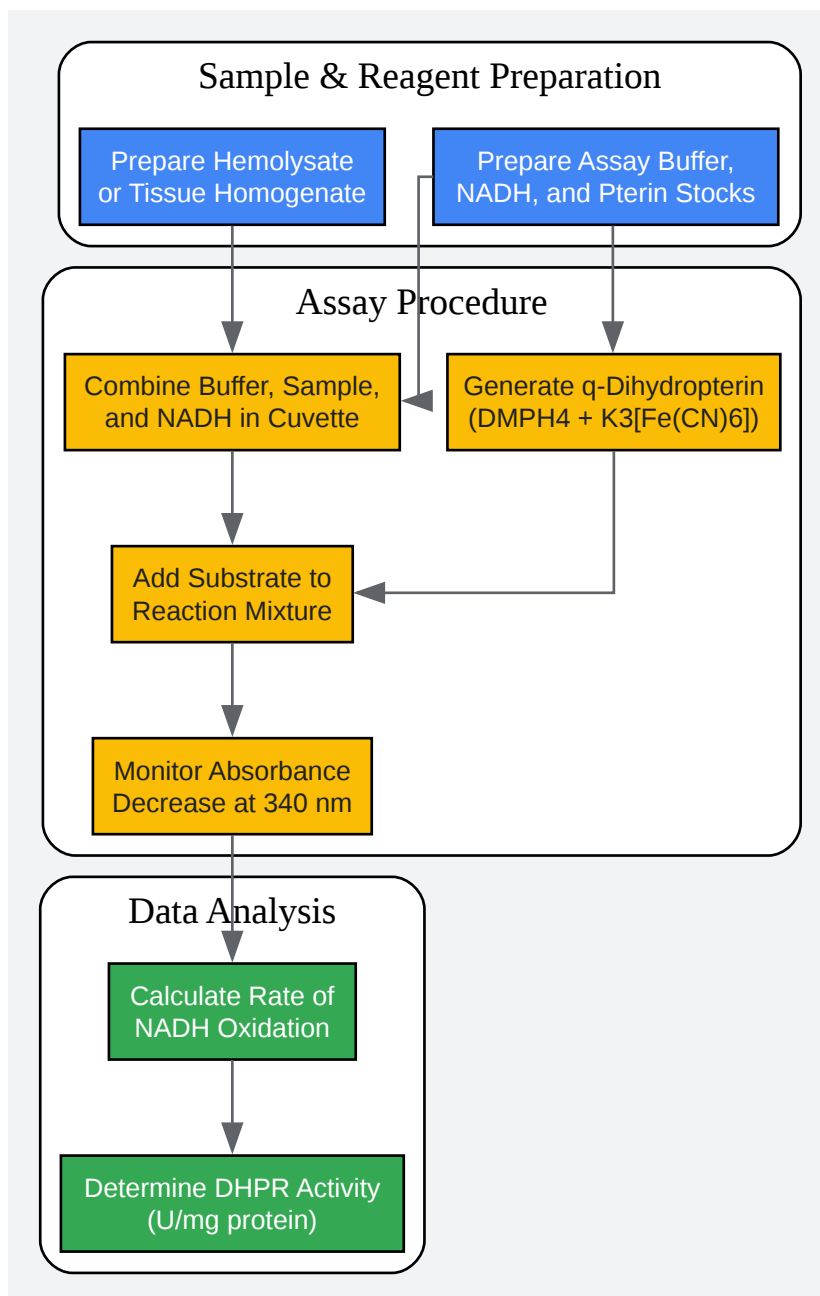 Sample & Reagent Preparation
Prepare Hemolysate
or Tissue Homogenate
Prepare Assay Buffer,
NADH, and Pterin Stocks
Assay Procedure
Combine Buffer, Sample,
and NADH in Cuvette
Generate q-Dihydropterin
(DMPH4 + K3[Fe(CN)6])
Add Substrate to
Reaction Mixture
Monitor Absorbance
Decrease at 340 nm
Data Analysis
Calculate Rate of
NADH Oxidation
Determine DHPR Activity
(U/mg protein)